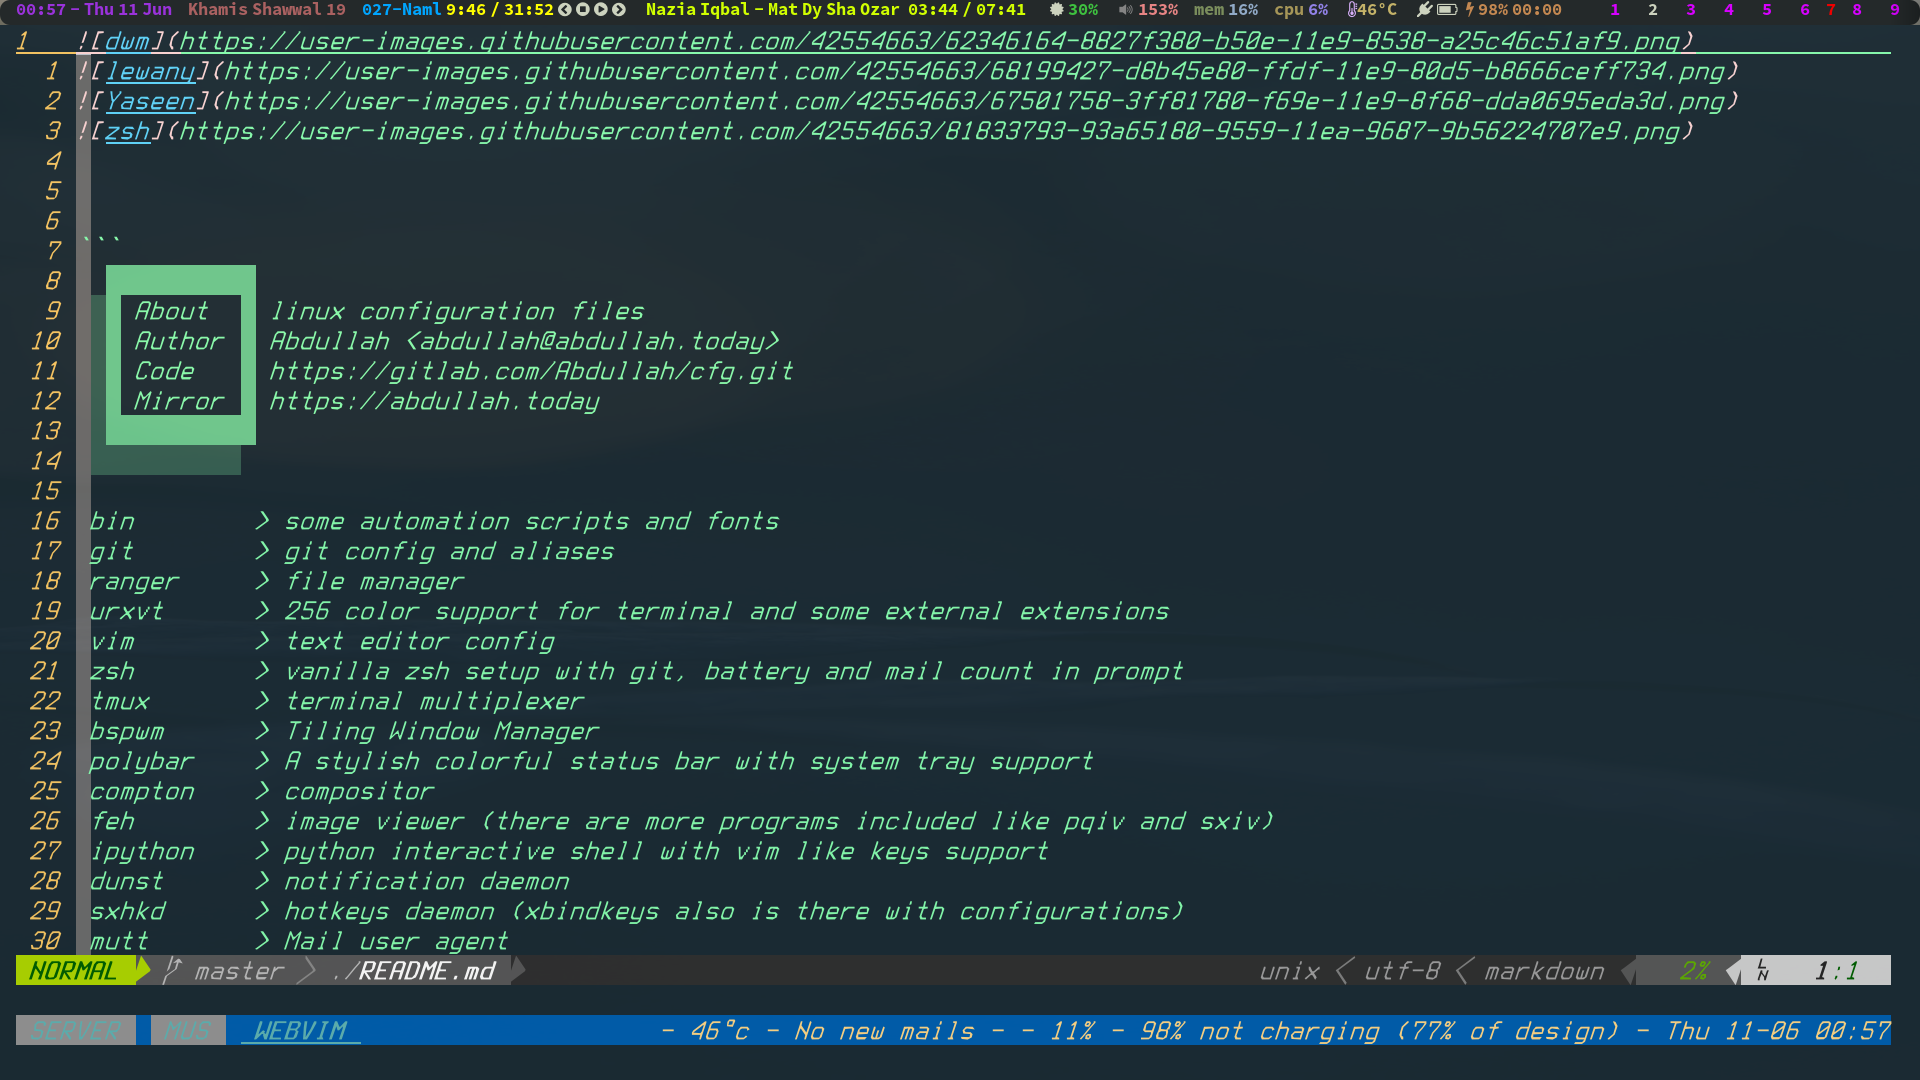 00:57 - Thu 11 Jun Khamis Shawwal 19 027-Naml 9:46 / 31:52 Nazia Iqbal - Mat Dy Sha Ozar 03:44 / 07:41 30% 153% mem 16% cpu 6% 46°C 98% 00:00 1 2 3 4 5 6 7 8 9
1 ![dwm](https://user-images.githubusercontent.com/42554663/62346164-8827f380-b50e-11e9-8538-a25c46c51af9.png)
1 ![lewany](https://user-images.githubusercontent.com/42554663/68199427-d8b45e80-ffdf-11e9-80d5-b8666ceff734.png)
2 ![Yaseen](https://user-images.githubusercontent.com/42554663/67501758-3ff81780-f69e-11e9-8f68-dda0695eda3d.png)
3 ![zsh](https://user-images.githubusercontent.com/42554663/81833793-93a65180-9559-11ea-9687-9b56224707e9.png)
4
5
6
7 ```
8
9 About linux configuration files
10 Author Abdullah <abdullah@abdullah.today>
11 Code https://gitlab.com/Abdullah/cfg.git
12 Mirror https://abdullah.today
13
14
15
16 bin > some automation scripts and fonts
17 git > git config and aliases
18 ranger > file manager
19 urxvt > 256 color support for terminal and some external extensions
20 vim > text editor config
21 zsh > vanilla zsh setup with git, battery and mail count in prompt
22 tmux > terminal multiplexer
23 bspwm > Tiling Window Manager
24 polybar > A stylish colorful status bar with system tray support
25 compton > compositor
26 feh > image viewer (there are more programs included like pqiv and sxiv)
27 ipython > python interactive shell with vim like keys support
28 dunst > notification daemon
29 sxhkd > hotkeys daemon (xbindkeys also is there with configurations)
30 mutt > Mail user agent
NORMAL master ./README.md unix utf-8 markdown 2% LN 1:1
SERVER MUS WEBVIM - 46°c - No new mails - - 11% - 98% not charging (77% of design) - Thu 11-06 00:57